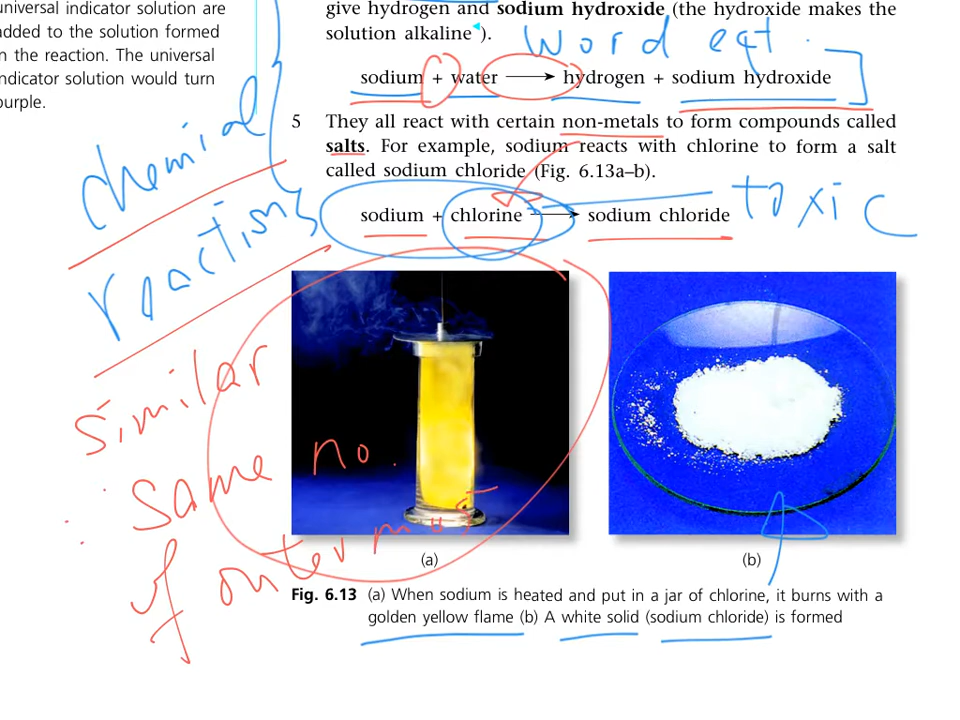 universal indicator solution are
added to the solution formed
in the reaction. The universal
indicator solution would turn
purple.
give hydrogen and sodium hydroxide (the hydroxide makes the
solution alkaline).
word eqt.
sodium + water → hydrogen + sodium hydroxide
5 They all react with certain non-metals to form compounds called
salts. For example, sodium reacts with chlorine to form a salt
called sodium chloride (Fig. 6.13a–b).
sodium + chlorine → sodium chloride
toxic
chemical
reactions
similar
∵ same no.
of outermost
(a)
(b)
Fig. 6.13 (a) When sodium is heated and put in a jar of chlorine, it burns with a
golden yellow flame (b) A white solid (sodium chloride) is formed